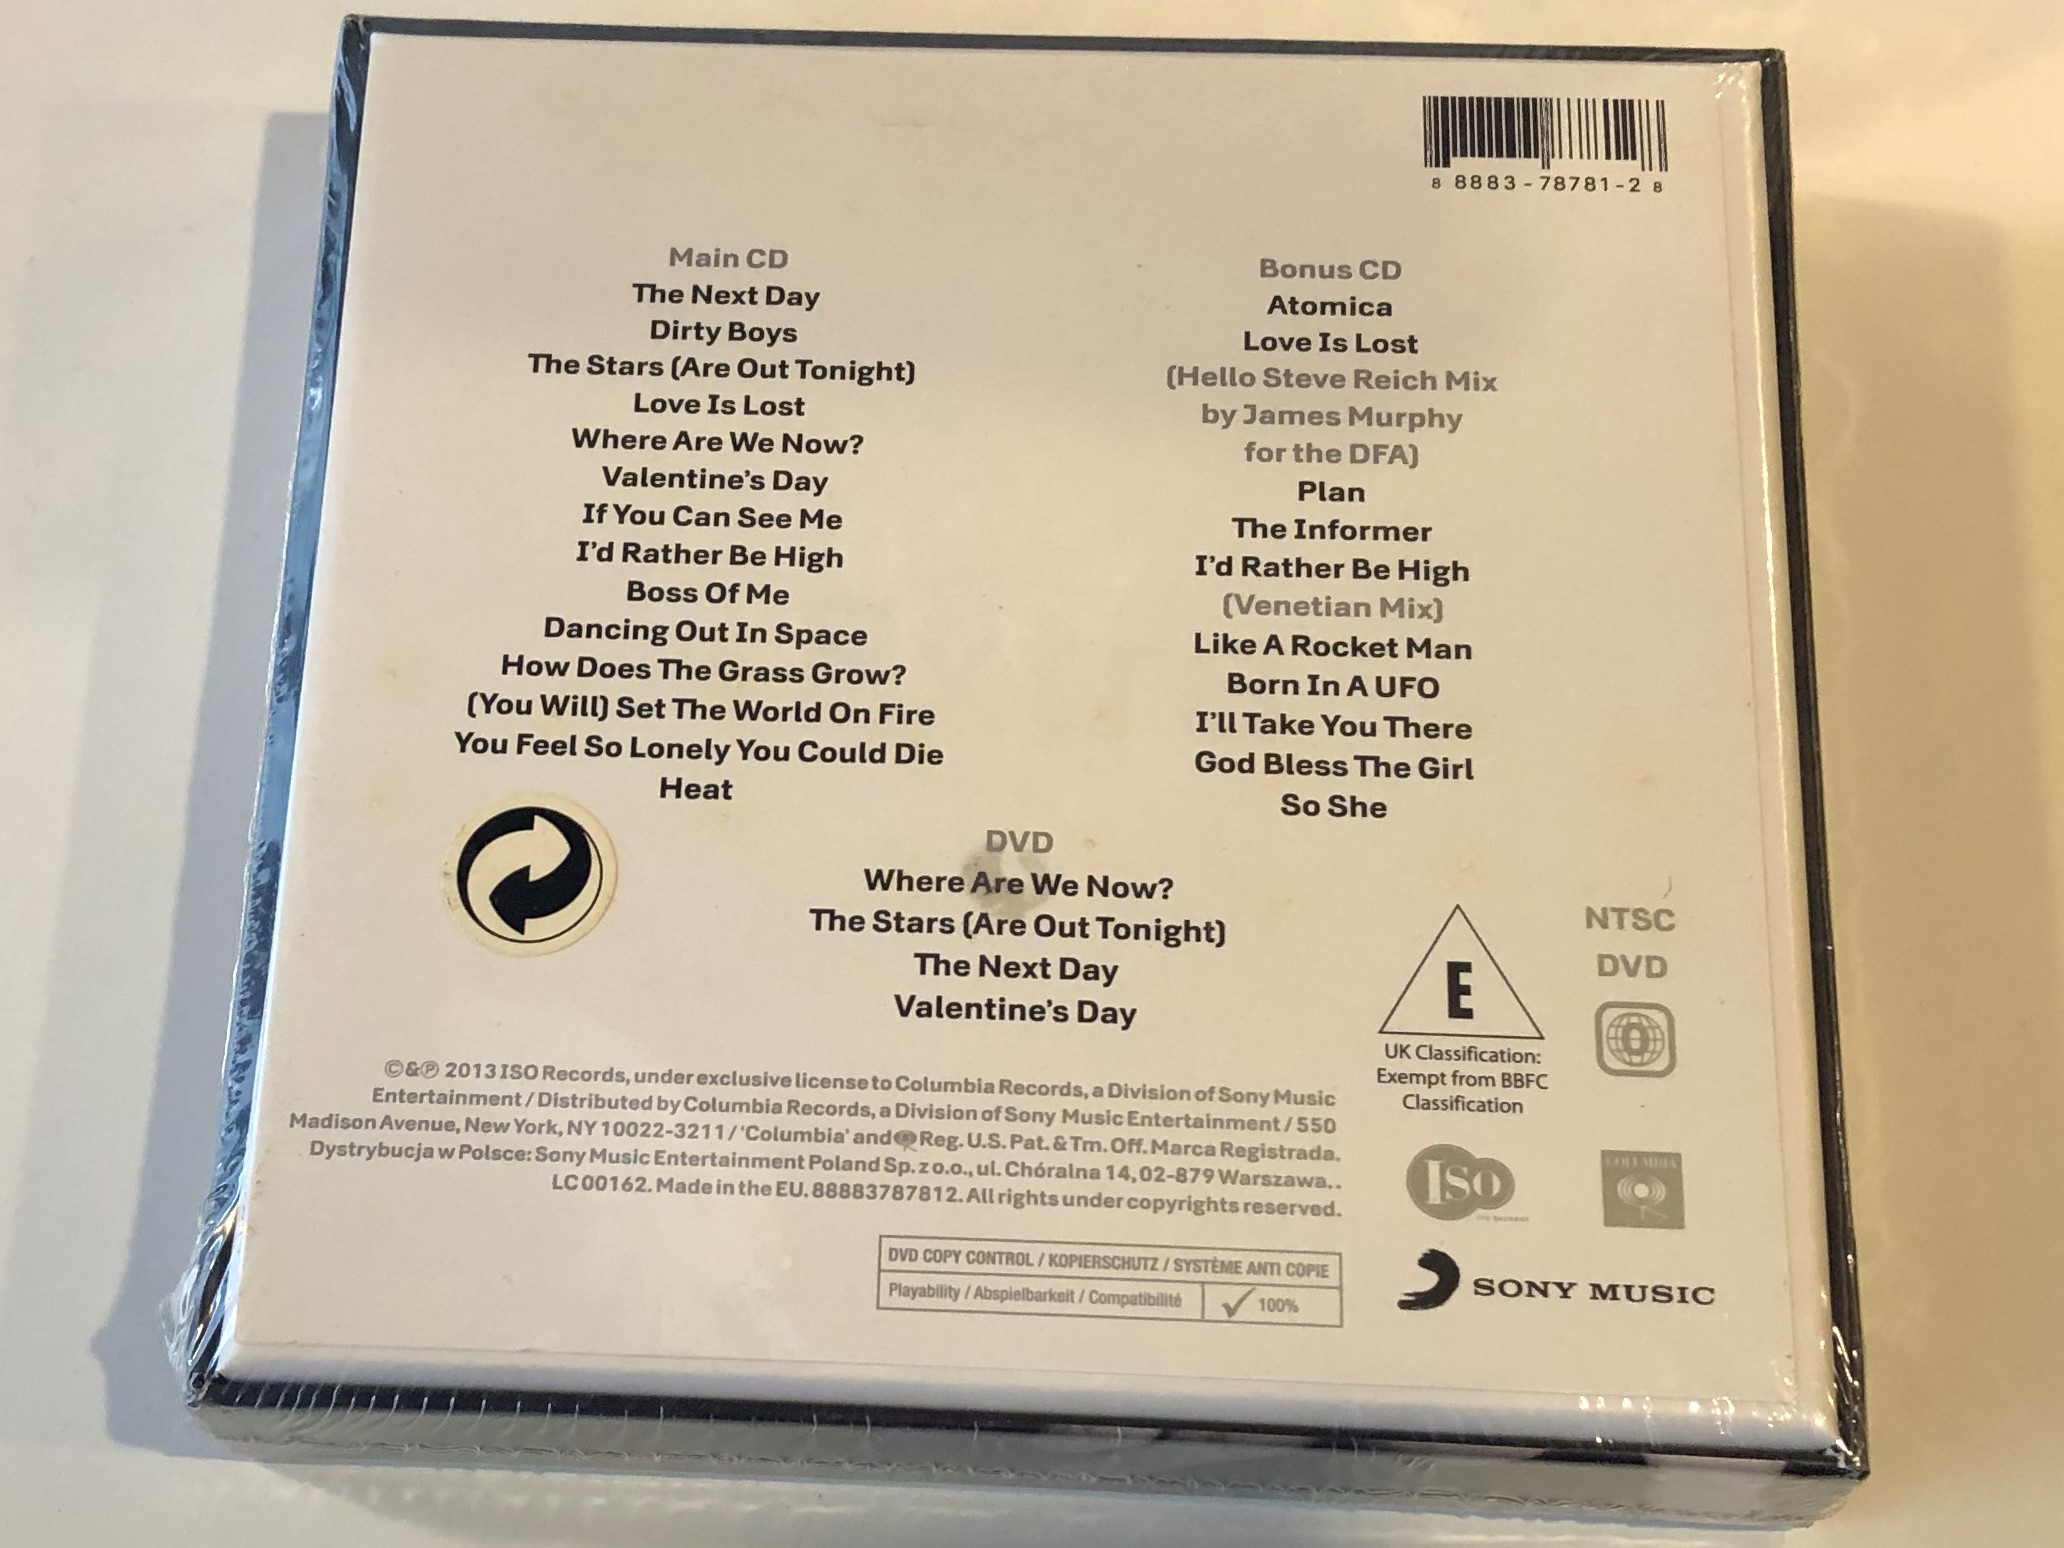 8 8883-78781-2 8
Main CD
The Next Day
Dirty Boys
The Stars (Are Out Tonight)
Love Is Lost
Where Are We Now?
Valentine's Day
If You Can See Me
I'd Rather Be High
Boss Of Me
Dancing Out In Space
How Does The Grass Grow?
(You Will) Set The World On Fire
You Feel So Lonely You Could Die
Heat
Bonus CD
Atomica
Love Is Lost
(Hello Steve Reich Mix
by James Murphy
for the DFA)
Plan
The Informer
I'd Rather Be High
(Venetian Mix)
Like A Rocket Man
Born In A UFO
I'll Take You There
God Bless The Girl
So She
DVD
Where Are We Now?
The Stars (Are Out Tonight)
The Next Day
Valentine's Day
E
UK Classification:
Exempt from BBFC
Classification
NTSC
DVD
0
©&℗ 2013 ISO Records, under exclusive license to Columbia Records, a Division of Sony Music
Entertainment / Distributed by Columbia Records, a Division of Sony Music Entertainment / 550
Madison Avenue, New York, NY 10022-3211 / 'Columbia' and Reg. U.S. Pat. & Tm. Off. Marca Registrada.
Dystrybucja w Polsce: Sony Music Entertainment Poland Sp. z o.o., ul. Chóralna 14, 02-879 Warszawa..
LC 00162. Made in the EU. 88883787812. All rights under copyrights reserved.
ISO
COLUMBIA
DVD COPY CONTROL / KOPIERSCHUTZ / SYSTÈME ANTI COPIE
Playability / Abspielbarkeit / Compatibilité ✓ 100%
SONY MUSIC